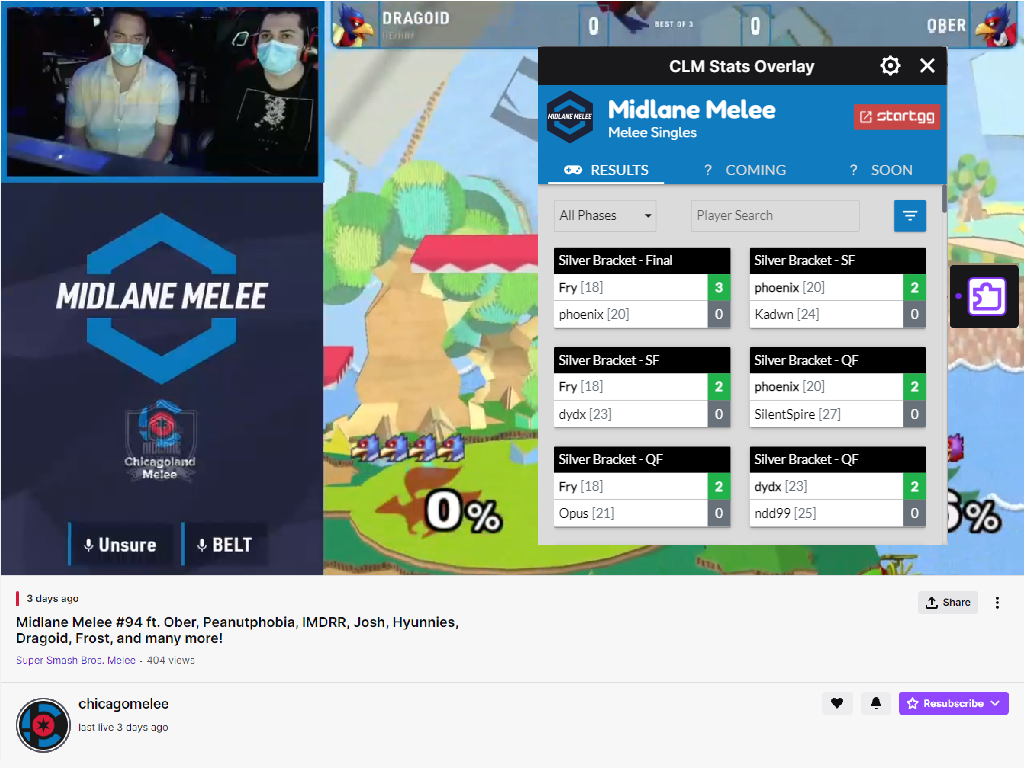 DRAGOID
0
BEST OF 3
0
OBER
CLM Stats Overlay
MIDLANE MELEE
Midlane Melee
Melee Singles
start.gg
RESULTS
? COMING
? SOON
All Phases
Player Search
Silver Bracket - Final
Fry [18] 3
phoenix [20] 0
Silver Bracket - SF
phoenix [20] 2
Kadwn [24] 0
Silver Bracket - SF
Fry [18] 2
dydx [23] 0
Silver Bracket - QF
phoenix [20] 2
SilentSpire [27] 0
Silver Bracket - QF
Fry [18] 2
Opus [21] 0
Silver Bracket - QF
dydx [23] 2
ndd99 [25] 0
MIDLANE MELEE
Chicagoland
Melee
Unsure
BELT
0%
%
3 days ago
Midlane Melee #94 ft. Ober, Peanutphobia, IMDRR, Josh, Hyunnies,
Dragoid, Frost, and many more!
Super Smash Bros. Melee - 404 views
Share
chicagomelee
last live 3 days ago
Resubscribe